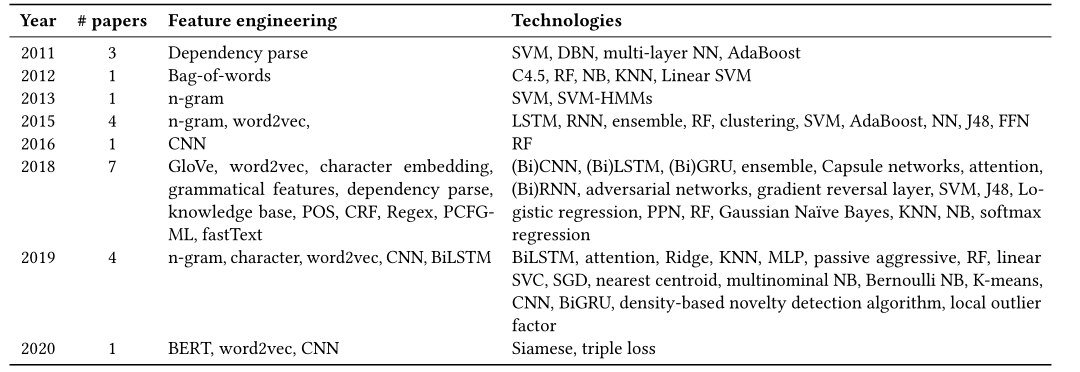 Year # papers Feature engineering Technologies
2011 3 Dependency parse SVM, DBN, multi-layer NN, AdaBoost
2012 1 Bag-of-words C4.5, RF, NB, KNN, Linear SVM
2013 1 n-gram SVM, SVM-HMMs
2015 4 n-gram, word2vec, LSTM, RNN, ensemble, RF, clustering, SVM, AdaBoost, NN, J48, FFN
2016 1 CNN RF
2018 7 GloVe, word2vec, character embedding, (Bi)CNN, (Bi)LSTM, (Bi)GRU, ensemble, Capsule networks, attention,
grammatical features, dependency parse, (Bi)RNN, adversarial networks, gradient reversal layer, SVM, J48, Lo-
knowledge base, POS, CRF, Regex, PCFG- gistic regression, PPN, RF, Gaussian Naïve Bayes, KNN, NB, softmax
ML, fastText regression
2019 4 n-gram, character, word2vec, CNN, BiLSTM BiLSTM, attention, Ridge, KNN, MLP, passive aggressive, RF, linear
SVC, SGD, nearest centroid, multinominal NB, Bernoulli NB, K-means,
CNN, BiGRU, density-based novelty detection algorithm, local outlier
factor
2020 1 BERT, word2vec, CNN Siamese, triple loss